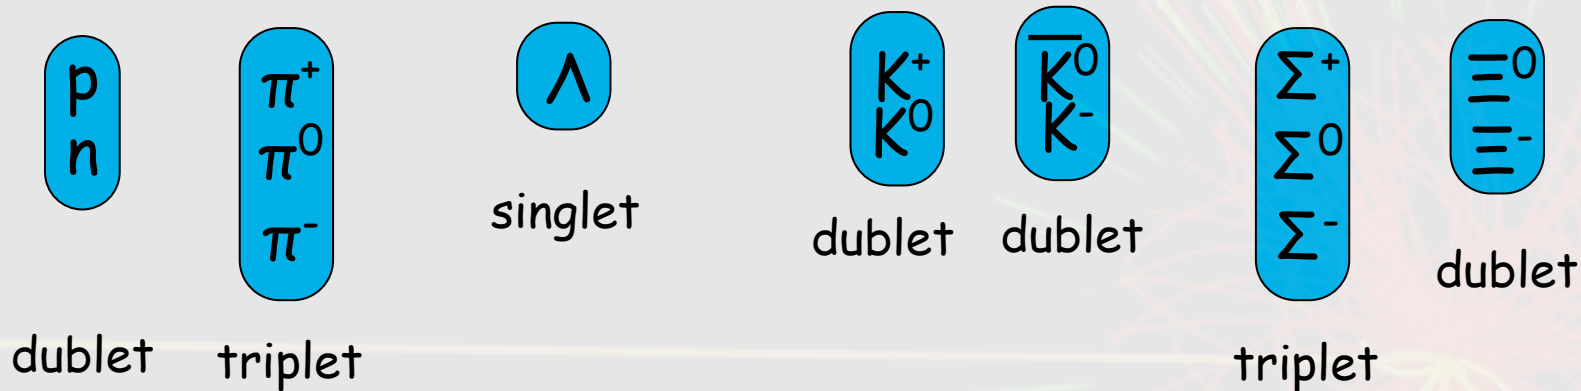 p
n
dublet
π⁺
π⁰
π⁻
triplet
Λ
singlet
K⁺
K⁰
dublet
K̅⁰
K⁻
dublet
Σ⁺
Σ⁰
Σ⁻
triplet
Ξ⁰
Ξ⁻
dublet